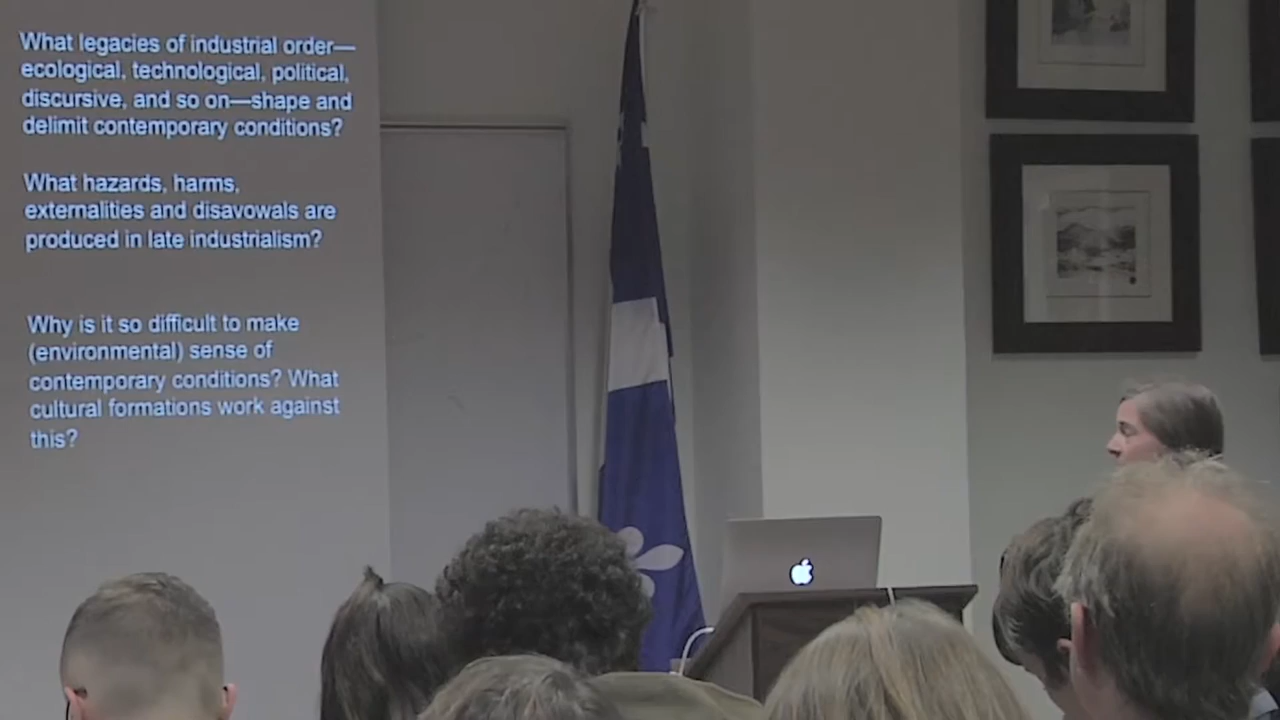 What legacies of industrial order—
ecological, technological, political,
discursive, and so on—shape and
delimit contemporary conditions?
What hazards, harms,
externalities and disavowals are
produced in late industrialism?
Why is it so difficult to make
(environmental) sense of
contemporary conditions? What
cultural formations work against
this?